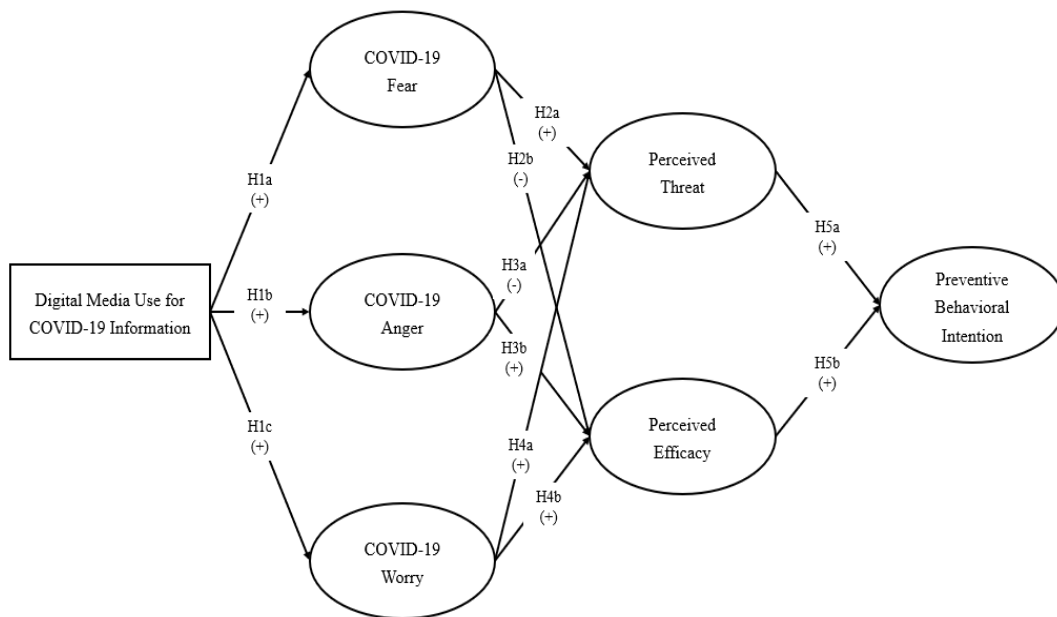 COVID-19
Fear
H2a
(+)
H2b
(-)
Perceived
Threat
H1a
(+)
H5a
(+)
H3a
(-)
Digital Media Use for
COVID-19 Information
H1b
(+)
COVID-19
Anger
Preventive
Behavioral
Intention
H3b
(+)
H5b
(+)
H1c
(+)
Perceived
Efficacy
H4a
(+)
H4b
(+)
COVID-19
Worry